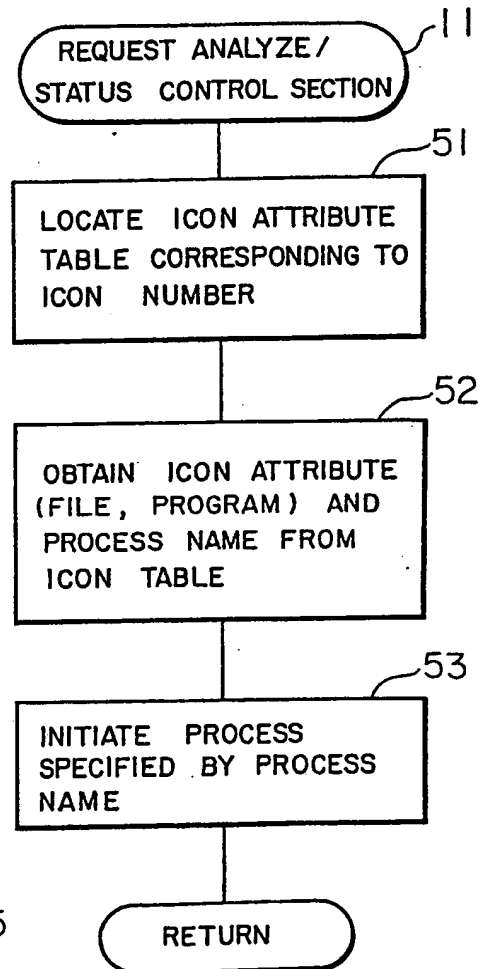 11
REQUEST ANALYZE/
STATUS CONTROL SECTION
51
LOCATE ICON ATTRIBUTE
TABLE CORRESPONDING TO
ICON NUMBER
52
OBTAIN ICON ATTRIBUTE
(FILE, PROGRAM) AND
PROCESS NAME FROM
ICON TABLE
53
INITIATE PROCESS
SPECIFIED BY PROCESS
NAME
RETURN